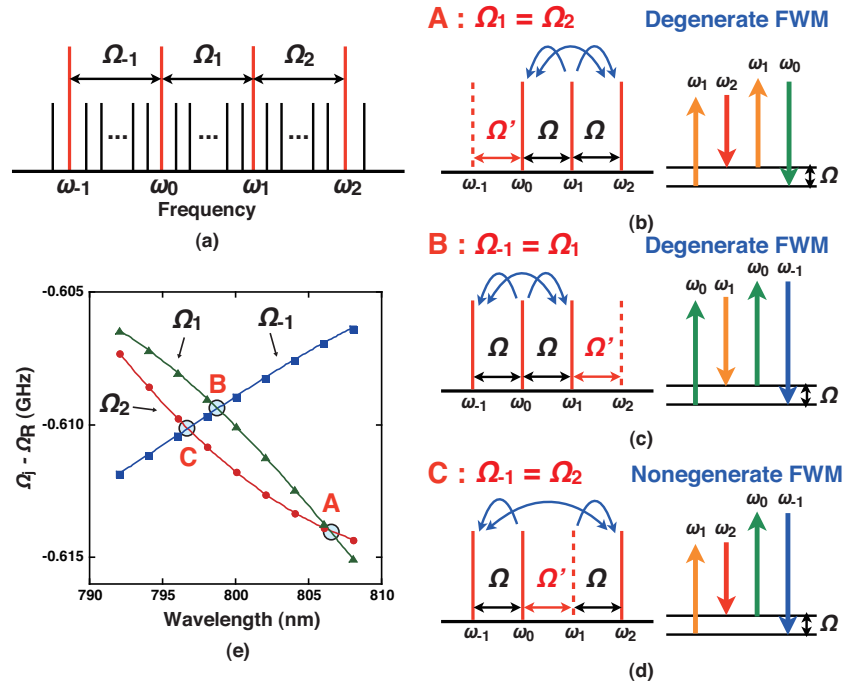 Ω-1 Ω1 Ω2
... ... ...
ω-1 ω0 ω1 ω2
Frequency
(a)
A : Ω1 = Ω2 Degenerate FWM
Ω’ Ω Ω
ω-1 ω0 ω1 ω2
ω1 ω2 ω1 ω0
Ω
(b)
B : Ω-1 = Ω1 Degenerate FWM
Ω Ω Ω’
ω-1 ω0 ω1 ω2
ω0 ω1 ω0 ω-1
Ω
(c)
C : Ω-1 = Ω2 Nonegenerate FWM
Ω Ω’ Ω
ω-1 ω0 ω1 ω2
ω1 ω2 ω0 ω-1
Ω
(d)
Ωj - ΩR (GHz)
-0.605
-0.610
-0.615
Ω1 Ω-1
Ω2
B
C
A
790 795 800 805 810
Wavelength (nm)
(e)